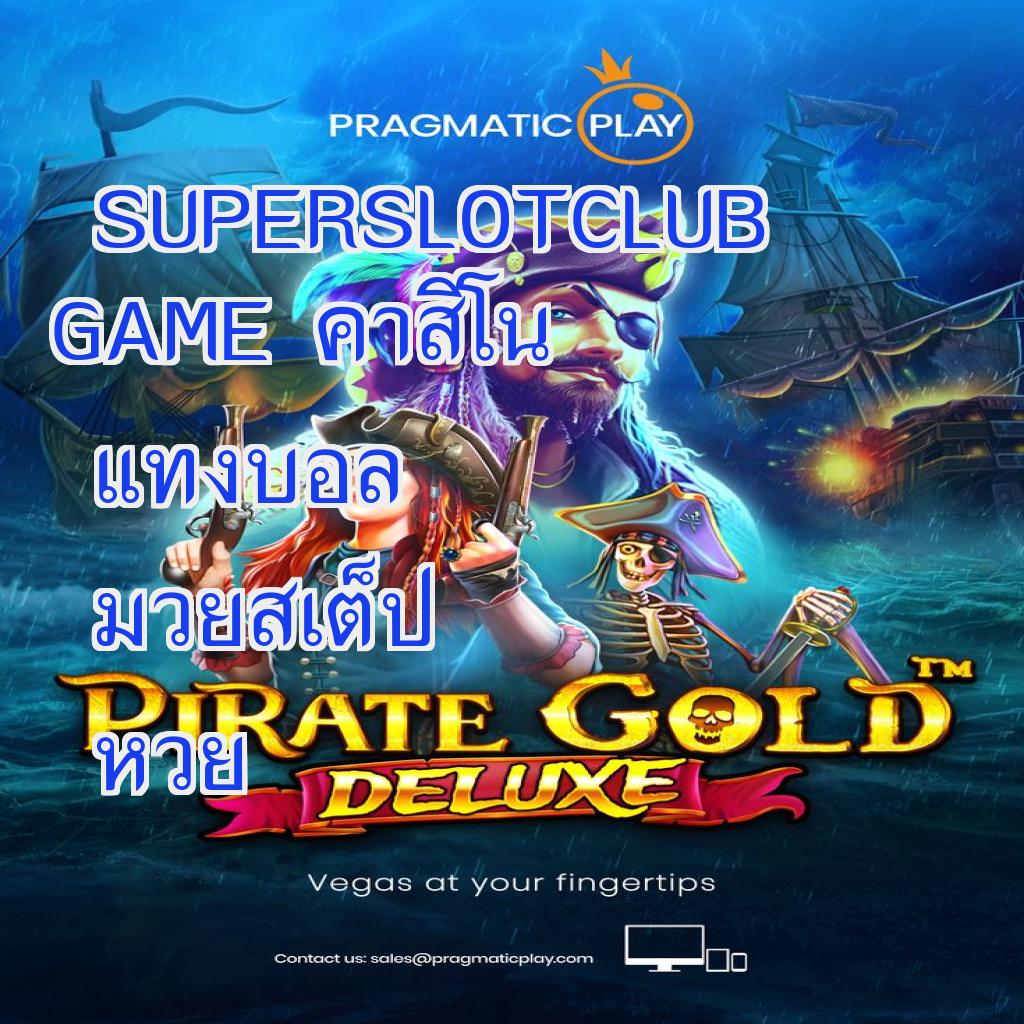 PRAGMATIC PLAY
SUPERSLOTCLUB
GAME คาสิโน
แทงบอล
มวยสเต็ป
PIRATE GOLD™
หวย
DELUXE
Vegas at your fingertips
Contact us: sales@pragmaticplay.com